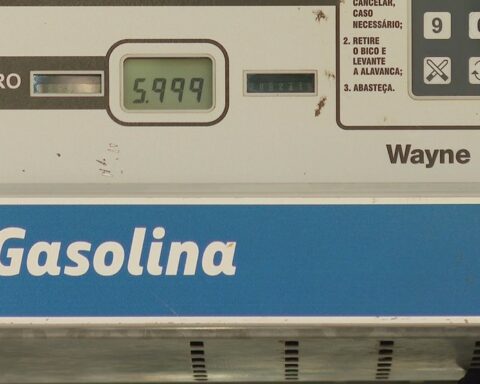 CANCELAR,
CASO
NECESSÁRIO;
2. RETIRE
O BICO E
LEVANTE
A ALAVANCA;
3. ABASTEÇA.
9
RO
5.999
Wayne
Gasolina